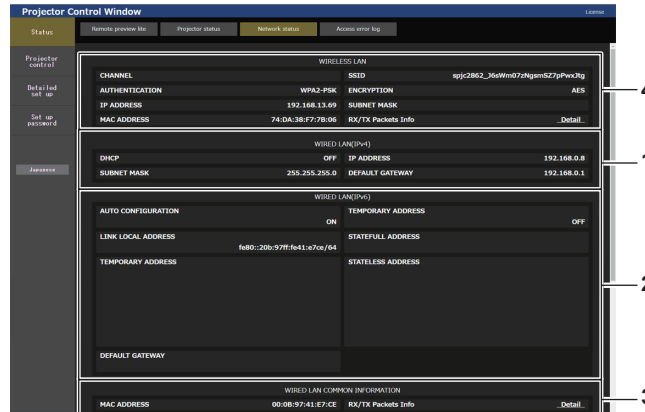 Projector Control Window
License
Status
Remote preview lite
Projector status
Network status
Access error log
Projector
control
Detailed
set up
Set up
password
Japanese
WIRELESS LAN
CHANNEL
SSID spjc2862_J6sWm07zNgsmSZ7pPwxJtg
AUTHENTICATION WPA2-PSK
ENCRYPTION AES
IP ADDRESS 192.168.13.69
SUBNET MASK
MAC ADDRESS 74:DA:38:F7:7B:06
RX/TX Packets Info Detail
4
WIRED LAN(IPv4)
DHCP OFF
IP ADDRESS 192.168.0.8
SUBNET MASK 255.255.255.0
DEFAULT GATEWAY 192.168.0.1
WIRED LAN(IPv6)
AUTO CONFIGURATION
ON
TEMPORARY ADDRESS
OFF
LINK LOCAL ADDRESS
fe80::20b:97ff:fe41:e7ce/64
STATEFULL ADDRESS
TEMPORARY ADDRESS
STATELESS ADDRESS
2
DEFAULT GATEWAY
WIRED LAN COMMON INFORMATION
MAC ADDRESS 00:0B:97:41:E7:CE
RX/TX Packets Info Detail
3